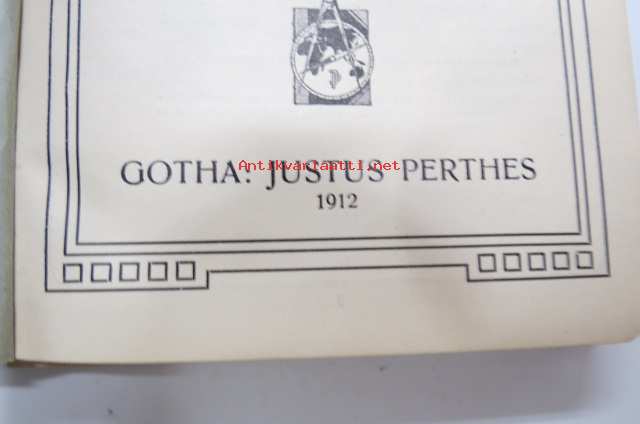 Antikvariaatti.net
GOTHA: JUSTUS PERTHES
1912